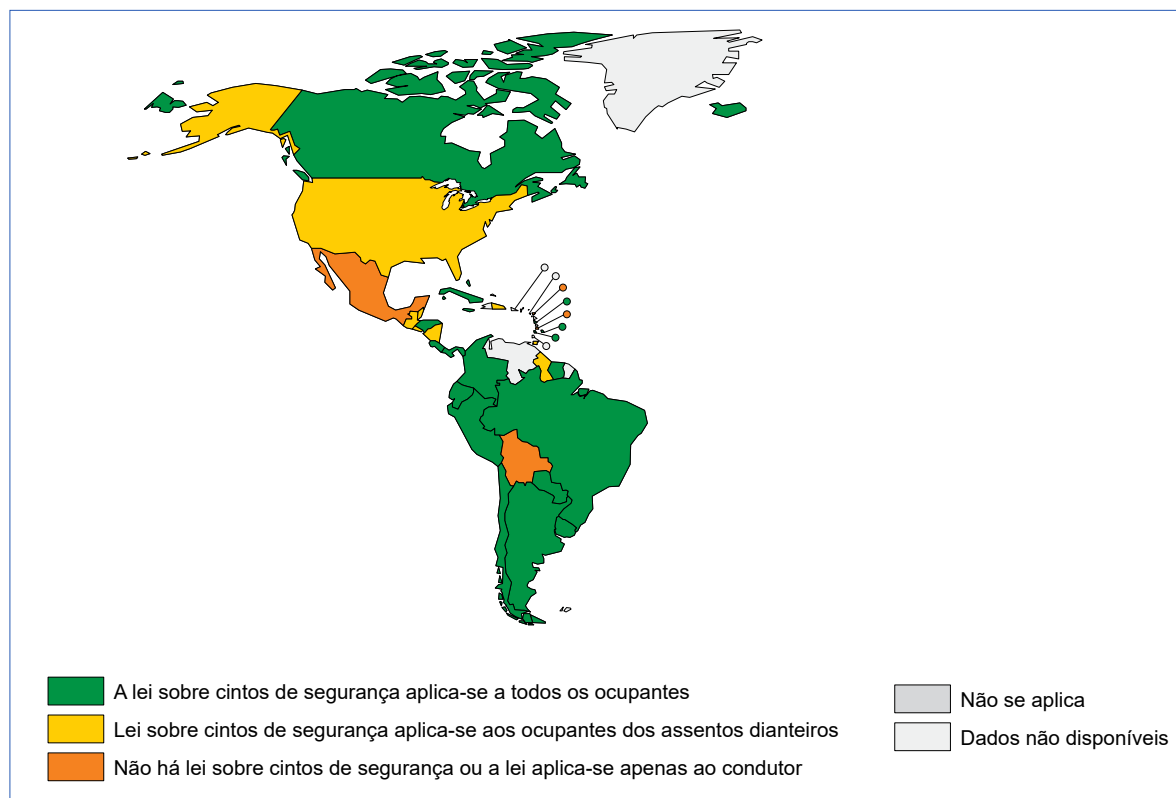 A lei sobre cintos de segurança aplica-se a todos os ocupantes
Lei sobre cintos de segurança aplica-se aos ocupantes dos assentos dianteiros
Não há lei sobre cintos de segurança ou a lei aplica-se apenas ao condutor
Não se aplica
Dados não disponíveis